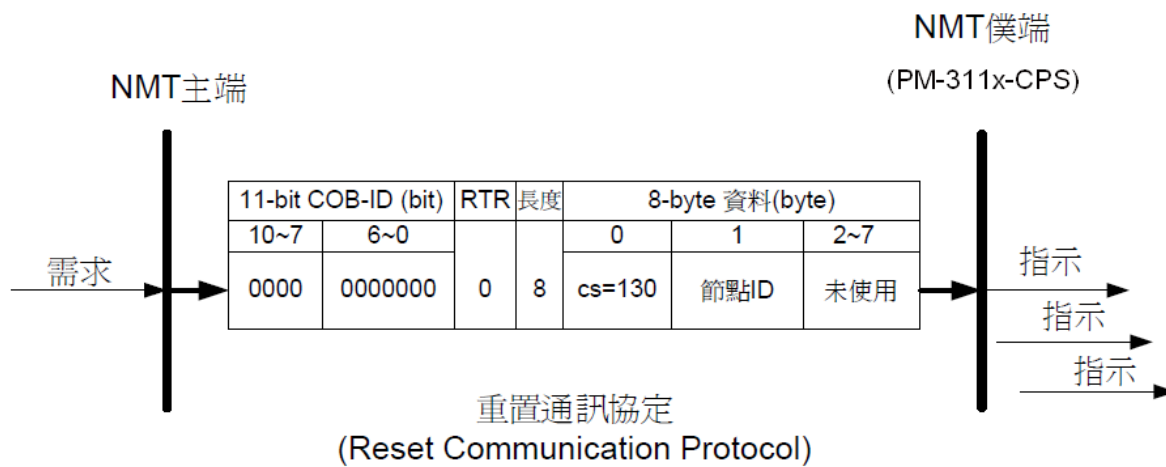 NMT僕端
(PM-311x-CPS)
NMT主端
11-bit COB-ID (bit) RTR 長度 8-byte 資料(byte)
10~7 6~0 0 1 2~7
需求 0000 0000000 0 8 cs=130 節點ID 未使用 指示
指示
指示
重置通訊協定
(Reset Communication Protocol)